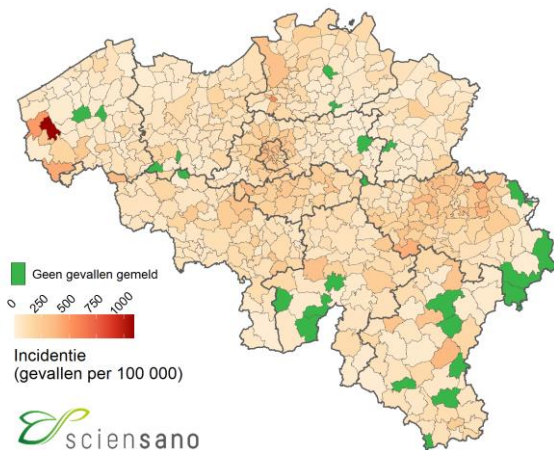 Geen gevallen gemeld
0 250 500 750 1000
Incidentie
(gevallen per 100 000)
sciensano